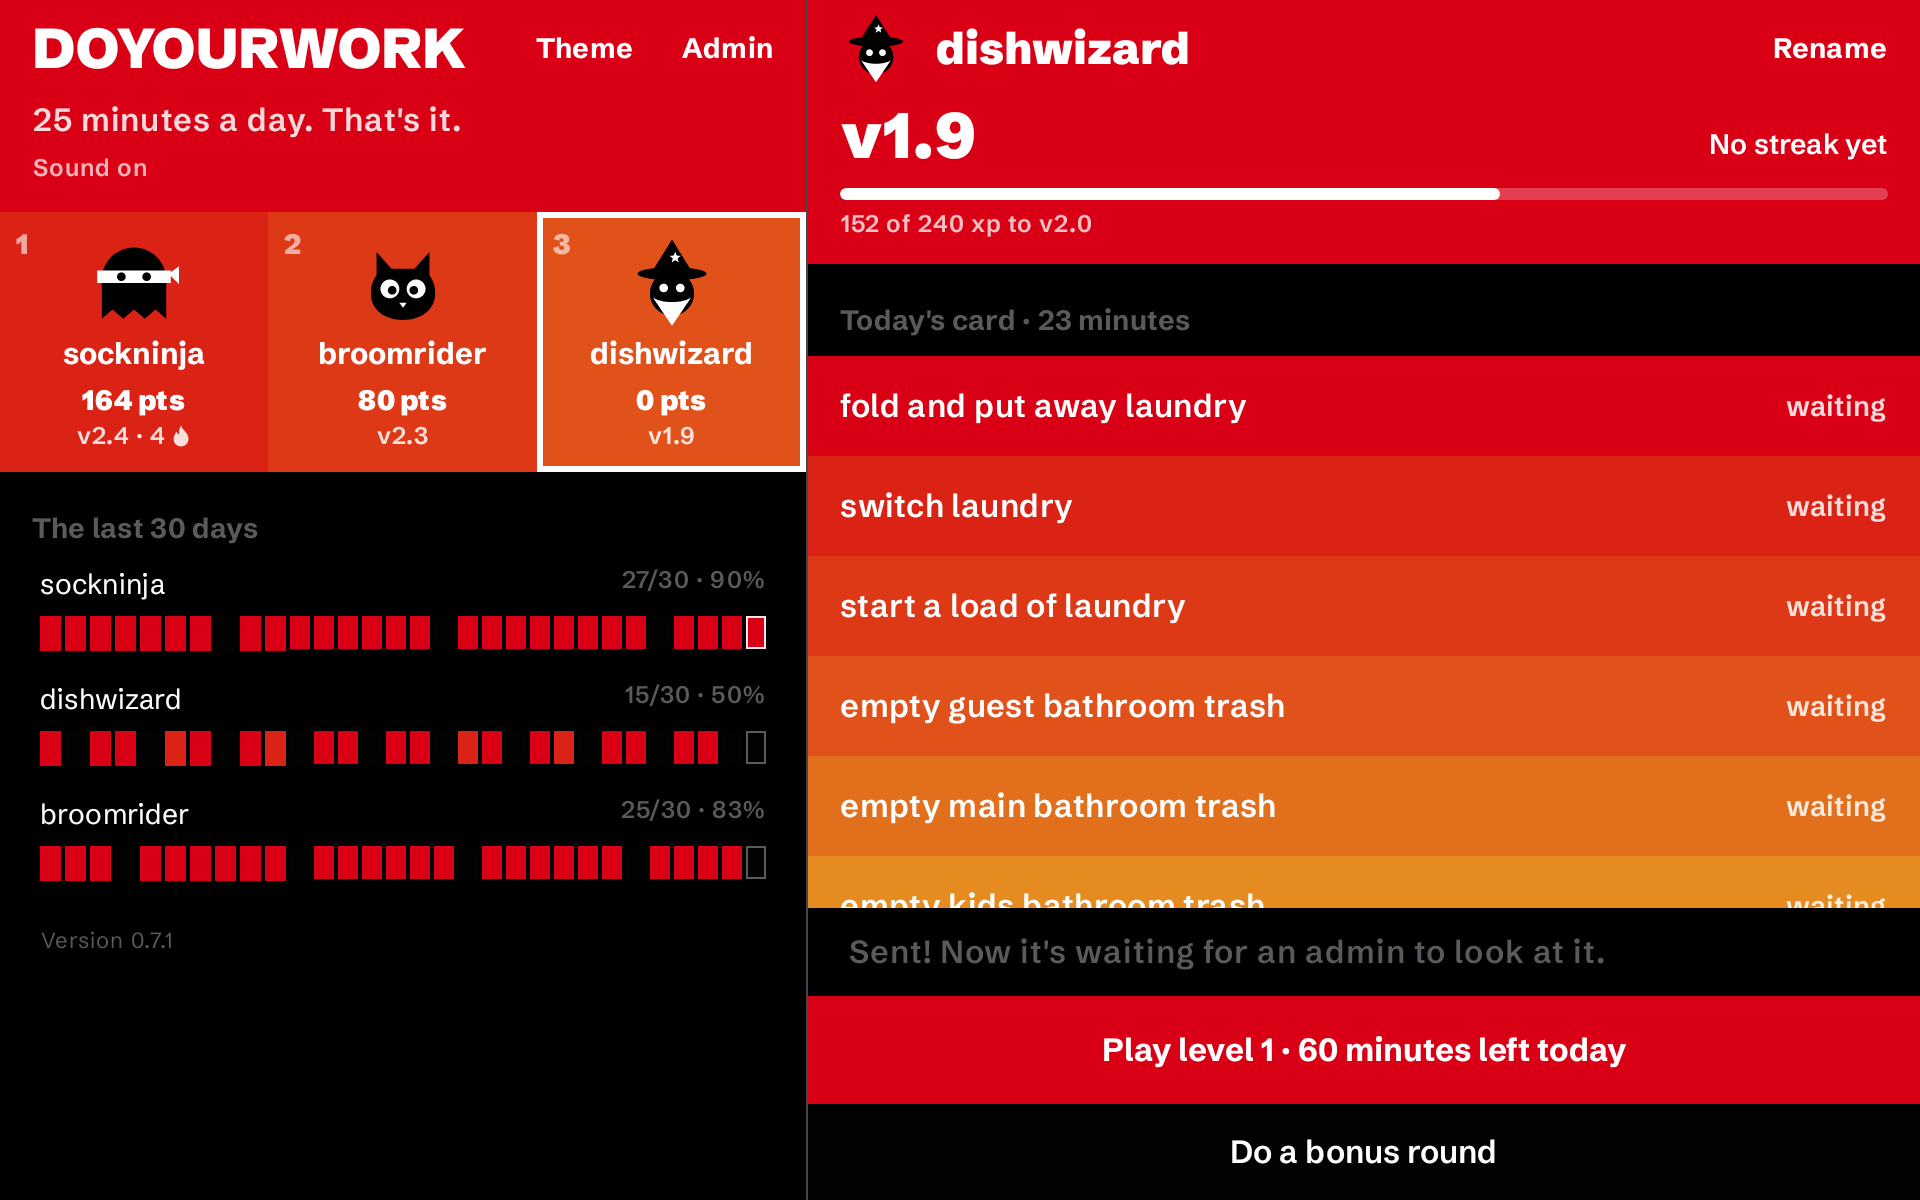 DOYOURWORK
Theme
Admin
25 minutes a day. That's it.
Sound on
1
sockninja
164 pts
v2.4 · 4
2
broomrider
80 pts
v2.3
3
dishwizard
0 pts
v1.9
The last 30 days
sockninja
27/30 · 90%
dishwizard
15/30 · 50%
broomrider
25/30 · 83%
Version 0.7.1
dishwizard
Rename
v1.9
No streak yet
152 of 240 xp to v2.0
Today's card · 23 minutes
fold and put away laundry
waiting
switch laundry
waiting
start a load of laundry
waiting
empty guest bathroom trash
waiting
empty main bathroom trash
waiting
empty kids bathroom trash
waiting
Sent! Now it's waiting for an admin to look at it.
Play level 1 · 60 minutes left today
Do a bonus round